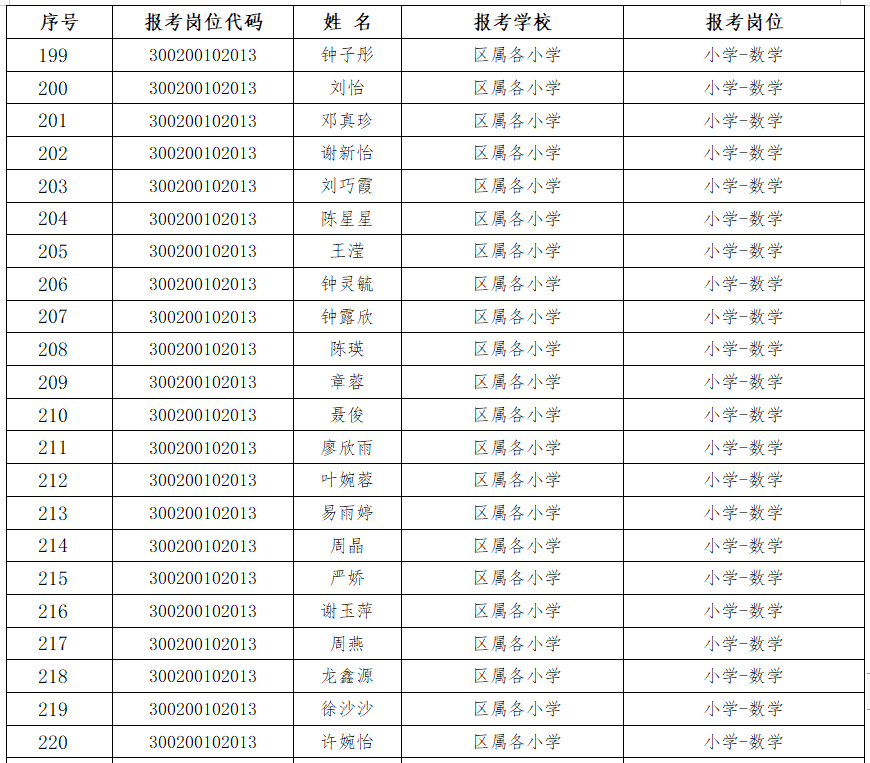 序号 报考岗位代码 姓 名 报考学校 报考岗位
199 300200102013 钟子彤 区属各小学 小学-数学
200 300200102013 刘怡 区属各小学 小学-数学
201 300200102013 邓真珍 区属各小学 小学-数学
202 300200102013 谢新怡 区属各小学 小学-数学
203 300200102013 刘巧霞 区属各小学 小学-数学
204 300200102013 陈星星 区属各小学 小学-数学
205 300200102013 王滢 区属各小学 小学-数学
206 300200102013 钟灵毓 区属各小学 小学-数学
207 300200102013 钟露欣 区属各小学 小学-数学
208 300200102013 陈瑛 区属各小学 小学-数学
209 300200102013 章蓉 区属各小学 小学-数学
210 300200102013 聂俊 区属各小学 小学-数学
211 300200102013 廖欣雨 区属各小学 小学-数学
212 300200102013 叶婉蓉 区属各小学 小学-数学
213 300200102013 易雨婷 区属各小学 小学-数学
214 300200102013 周晶 区属各小学 小学-数学
215 300200102013 严娇 区属各小学 小学-数学
216 300200102013 谢玉萍 区属各小学 小学-数学
217 300200102013 周燕 区属各小学 小学-数学
218 300200102013 龙鑫源 区属各小学 小学-数学
219 300200102013 徐沙沙 区属各小学 小学-数学
220 300200102013 许婉怡 区属各小学 小学-数学